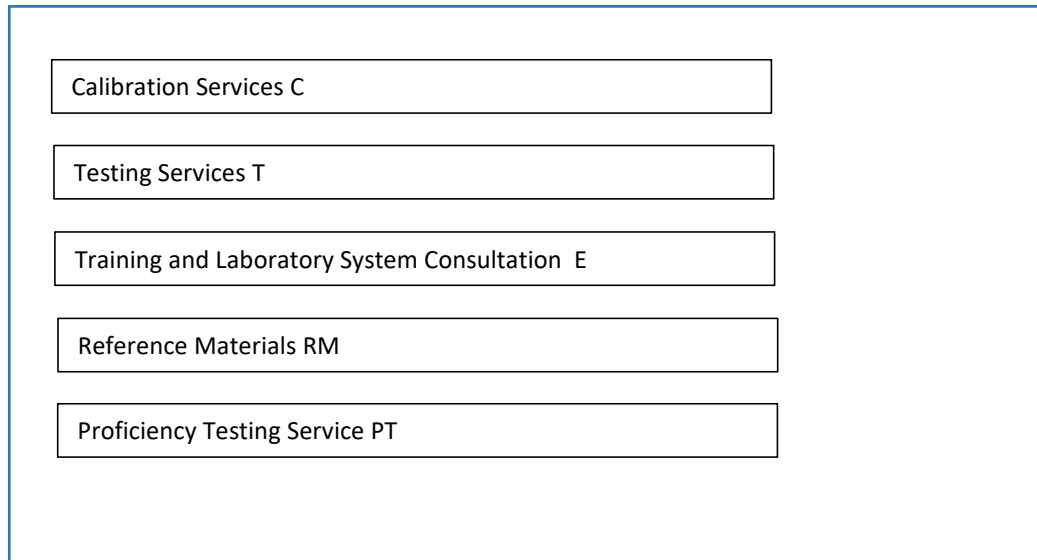 Calibration Services C
Testing Services T
Training and Laboratory System Consultation  E
Reference Materials RM
Proficiency Testing Service PT